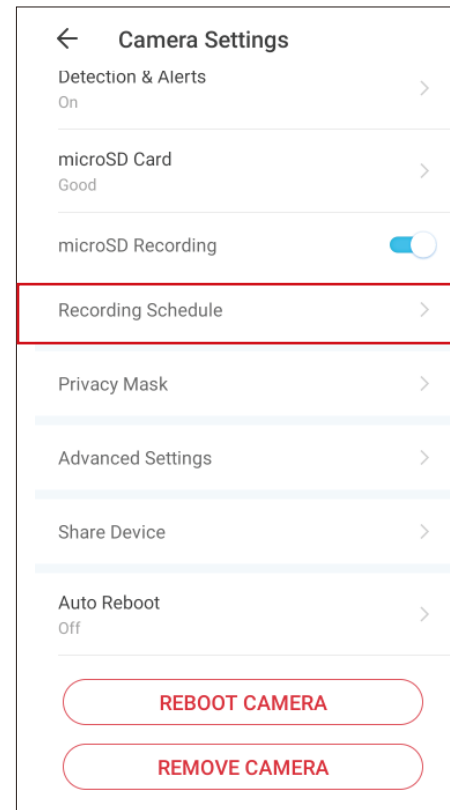 Camera Settings
Detection & Alerts
On
microSD Card
Good
microSD Recording
Recording Schedule
Privacy Mask
Advanced Settings
Share Device
Auto Reboot
Off
REBOOT CAMERA
REMOVE CAMERA